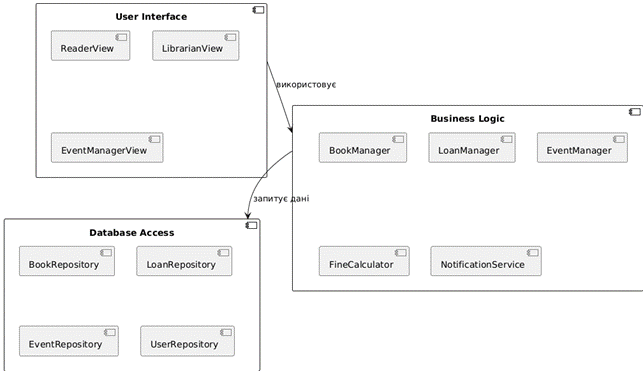 User Interface
ReaderView
LibrarianView
EventManagerView
використовує
Business Logic
BookManager
LoanManager
EventManager
FineCalculator
NotificationService
запитує дані
Database Access
BookRepository
LoanRepository
EventRepository
UserRepository